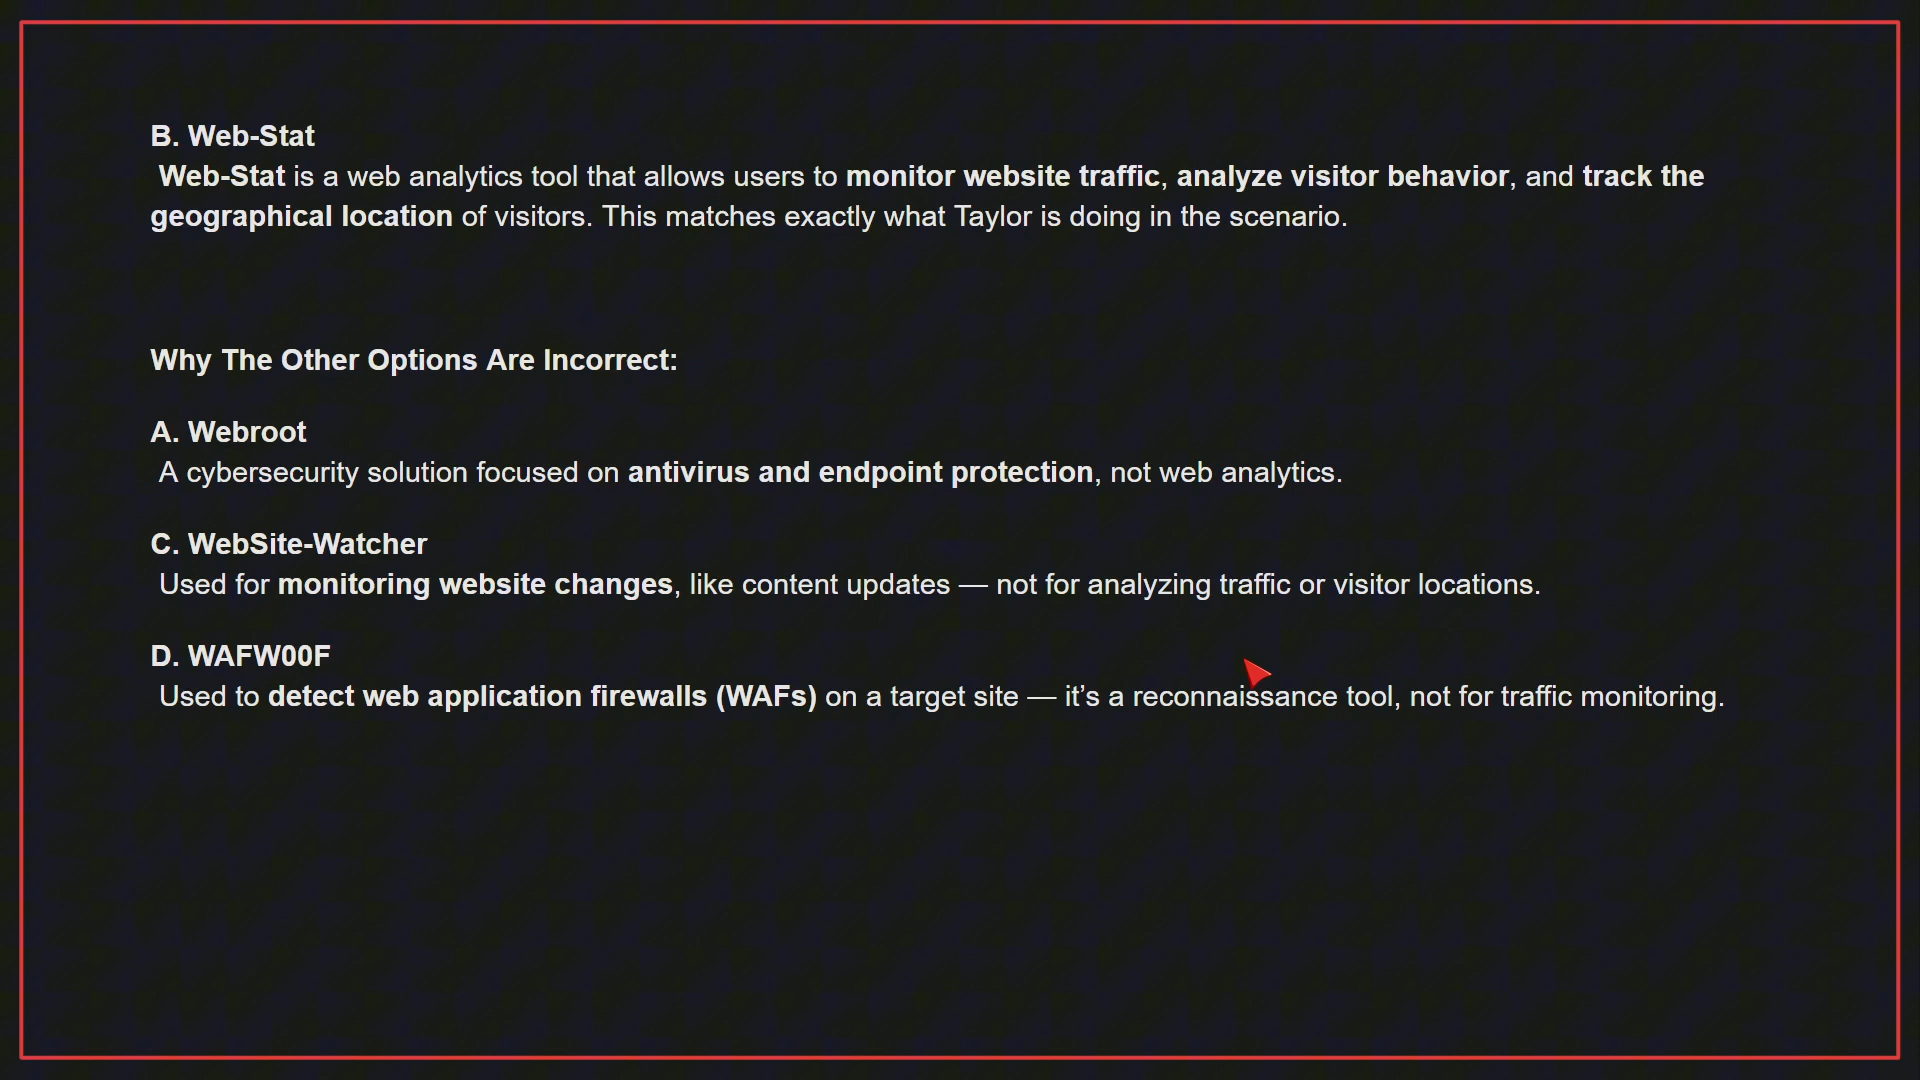 B. Web-Stat
Web-Stat is a web analytics tool that allows users to monitor website traffic, analyze visitor behavior, and track the
geographical location of visitors. This matches exactly what Taylor is doing in the scenario.
Why The Other Options Are Incorrect:
A. Webroot
A cybersecurity solution focused on antivirus and endpoint protection, not web analytics.
C. WebSite-Watcher
Used for monitoring website changes, like content updates — not for analyzing traffic or visitor locations.
D. WAFW00F
Used to detect web application firewalls (WAFs) on a target site — it’s a reconnaissance tool, not for traffic monitoring.